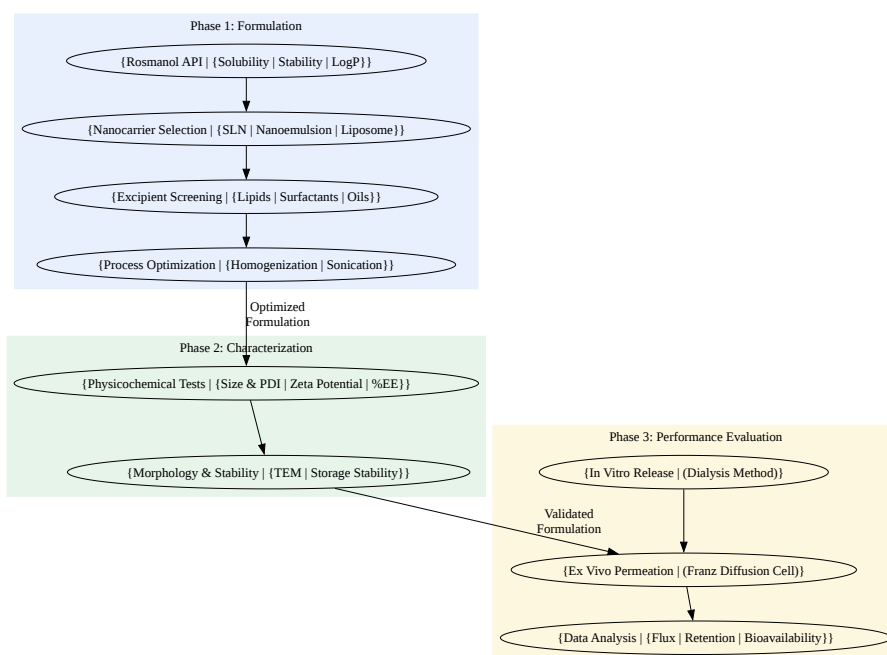 Phase 1: Formulation
{Rosmanol API | {Solubility | Stability | LogP}}
{Nanocarrier Selection | {SLN | Nanoemulsion | Liposome}}
{Excipient Screening | {Lipids | Surfactants | Oils}}
{Process Optimization | {Homogenization | Sonication}}
Optimized
Formulation
Phase 2: Characterization
{Physicochemical Tests | {Size & PDI | Zeta Potential | %EE}}
{Morphology & Stability | {TEM | Storage Stability}}
Phase 3: Performance Evaluation
{In Vitro Release | (Dialysis Method)}
Validated
Formulation
{Ex Vivo Permeation | (Franz Diffusion Cell)}
{Data Analysis | {Flux | Retention | Bioavailability}}